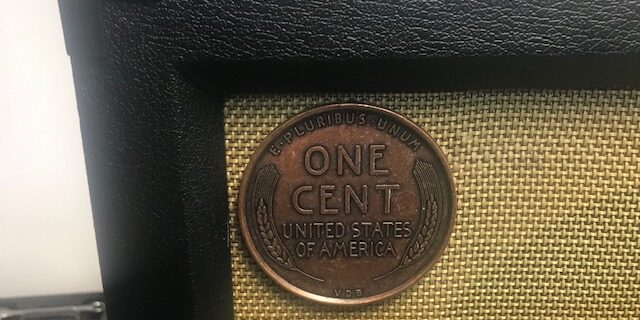 E·PLURIBUS·UNUM
ONE
CENT
UNITED STATES
OF AMERICA
V.D.B.